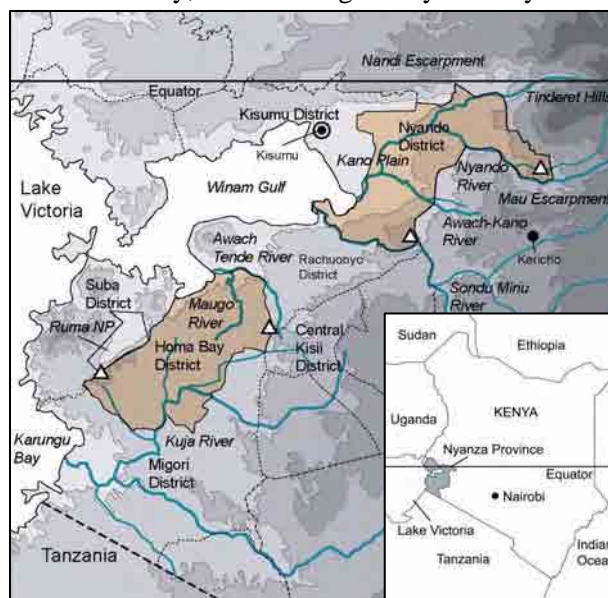 Nandi Escarpment
Equator
Tinderet Hills
Kisumu District
Kisumu
Nyando
District
Kano Plain
Lake
Victoria
Winam Gulf
Nyando
River
Mau Escarpment
Awach-Kano
River
Kericho
Awach
Tende River
Rachuonyo
District
Sondu Miriu
River
Suba
District
Maugo
River
Ruma NP
Homa Bay
District
Central
Kisii
District
Karungu
Bay
Kuja River
Migori
District
Tanzania
Sudan
Ethiopia
Uganda
KENYA
Nyanza Province
Equator
Nairobi
Lake Victoria
Tanzania
Indian
Ocea